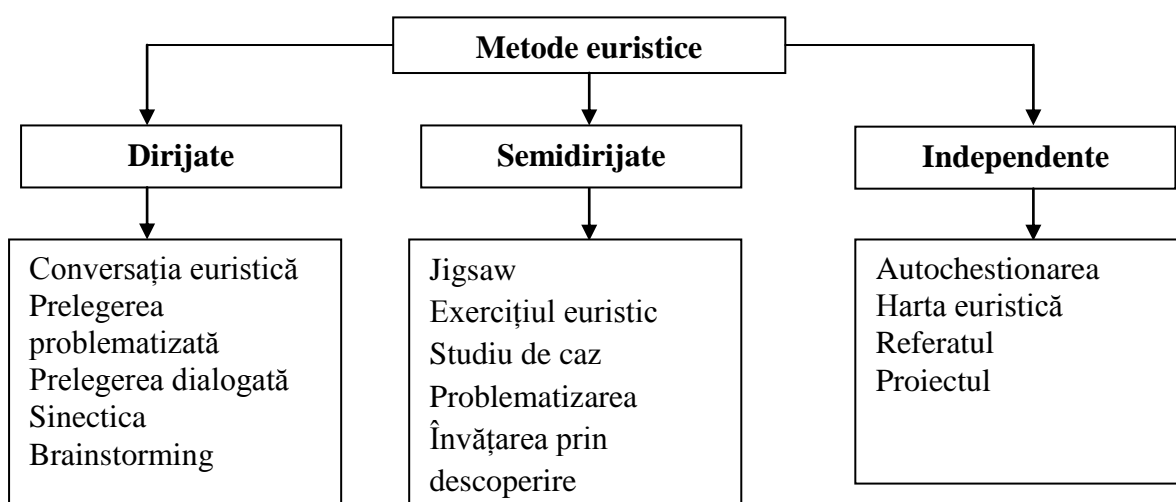 Metode euristice
Dirijate
Semidirijate
Independente
Conversația euristică
Prelegerea
problematizată
Prelegerea dialogată
Sinectica
Brainstorming
Jigsaw
Exercițiul euristic
Studiu de caz
Problematizarea
Învățarea prin
descoperire
Autochestionarea
Harta euristică
Referatul
Proiectul